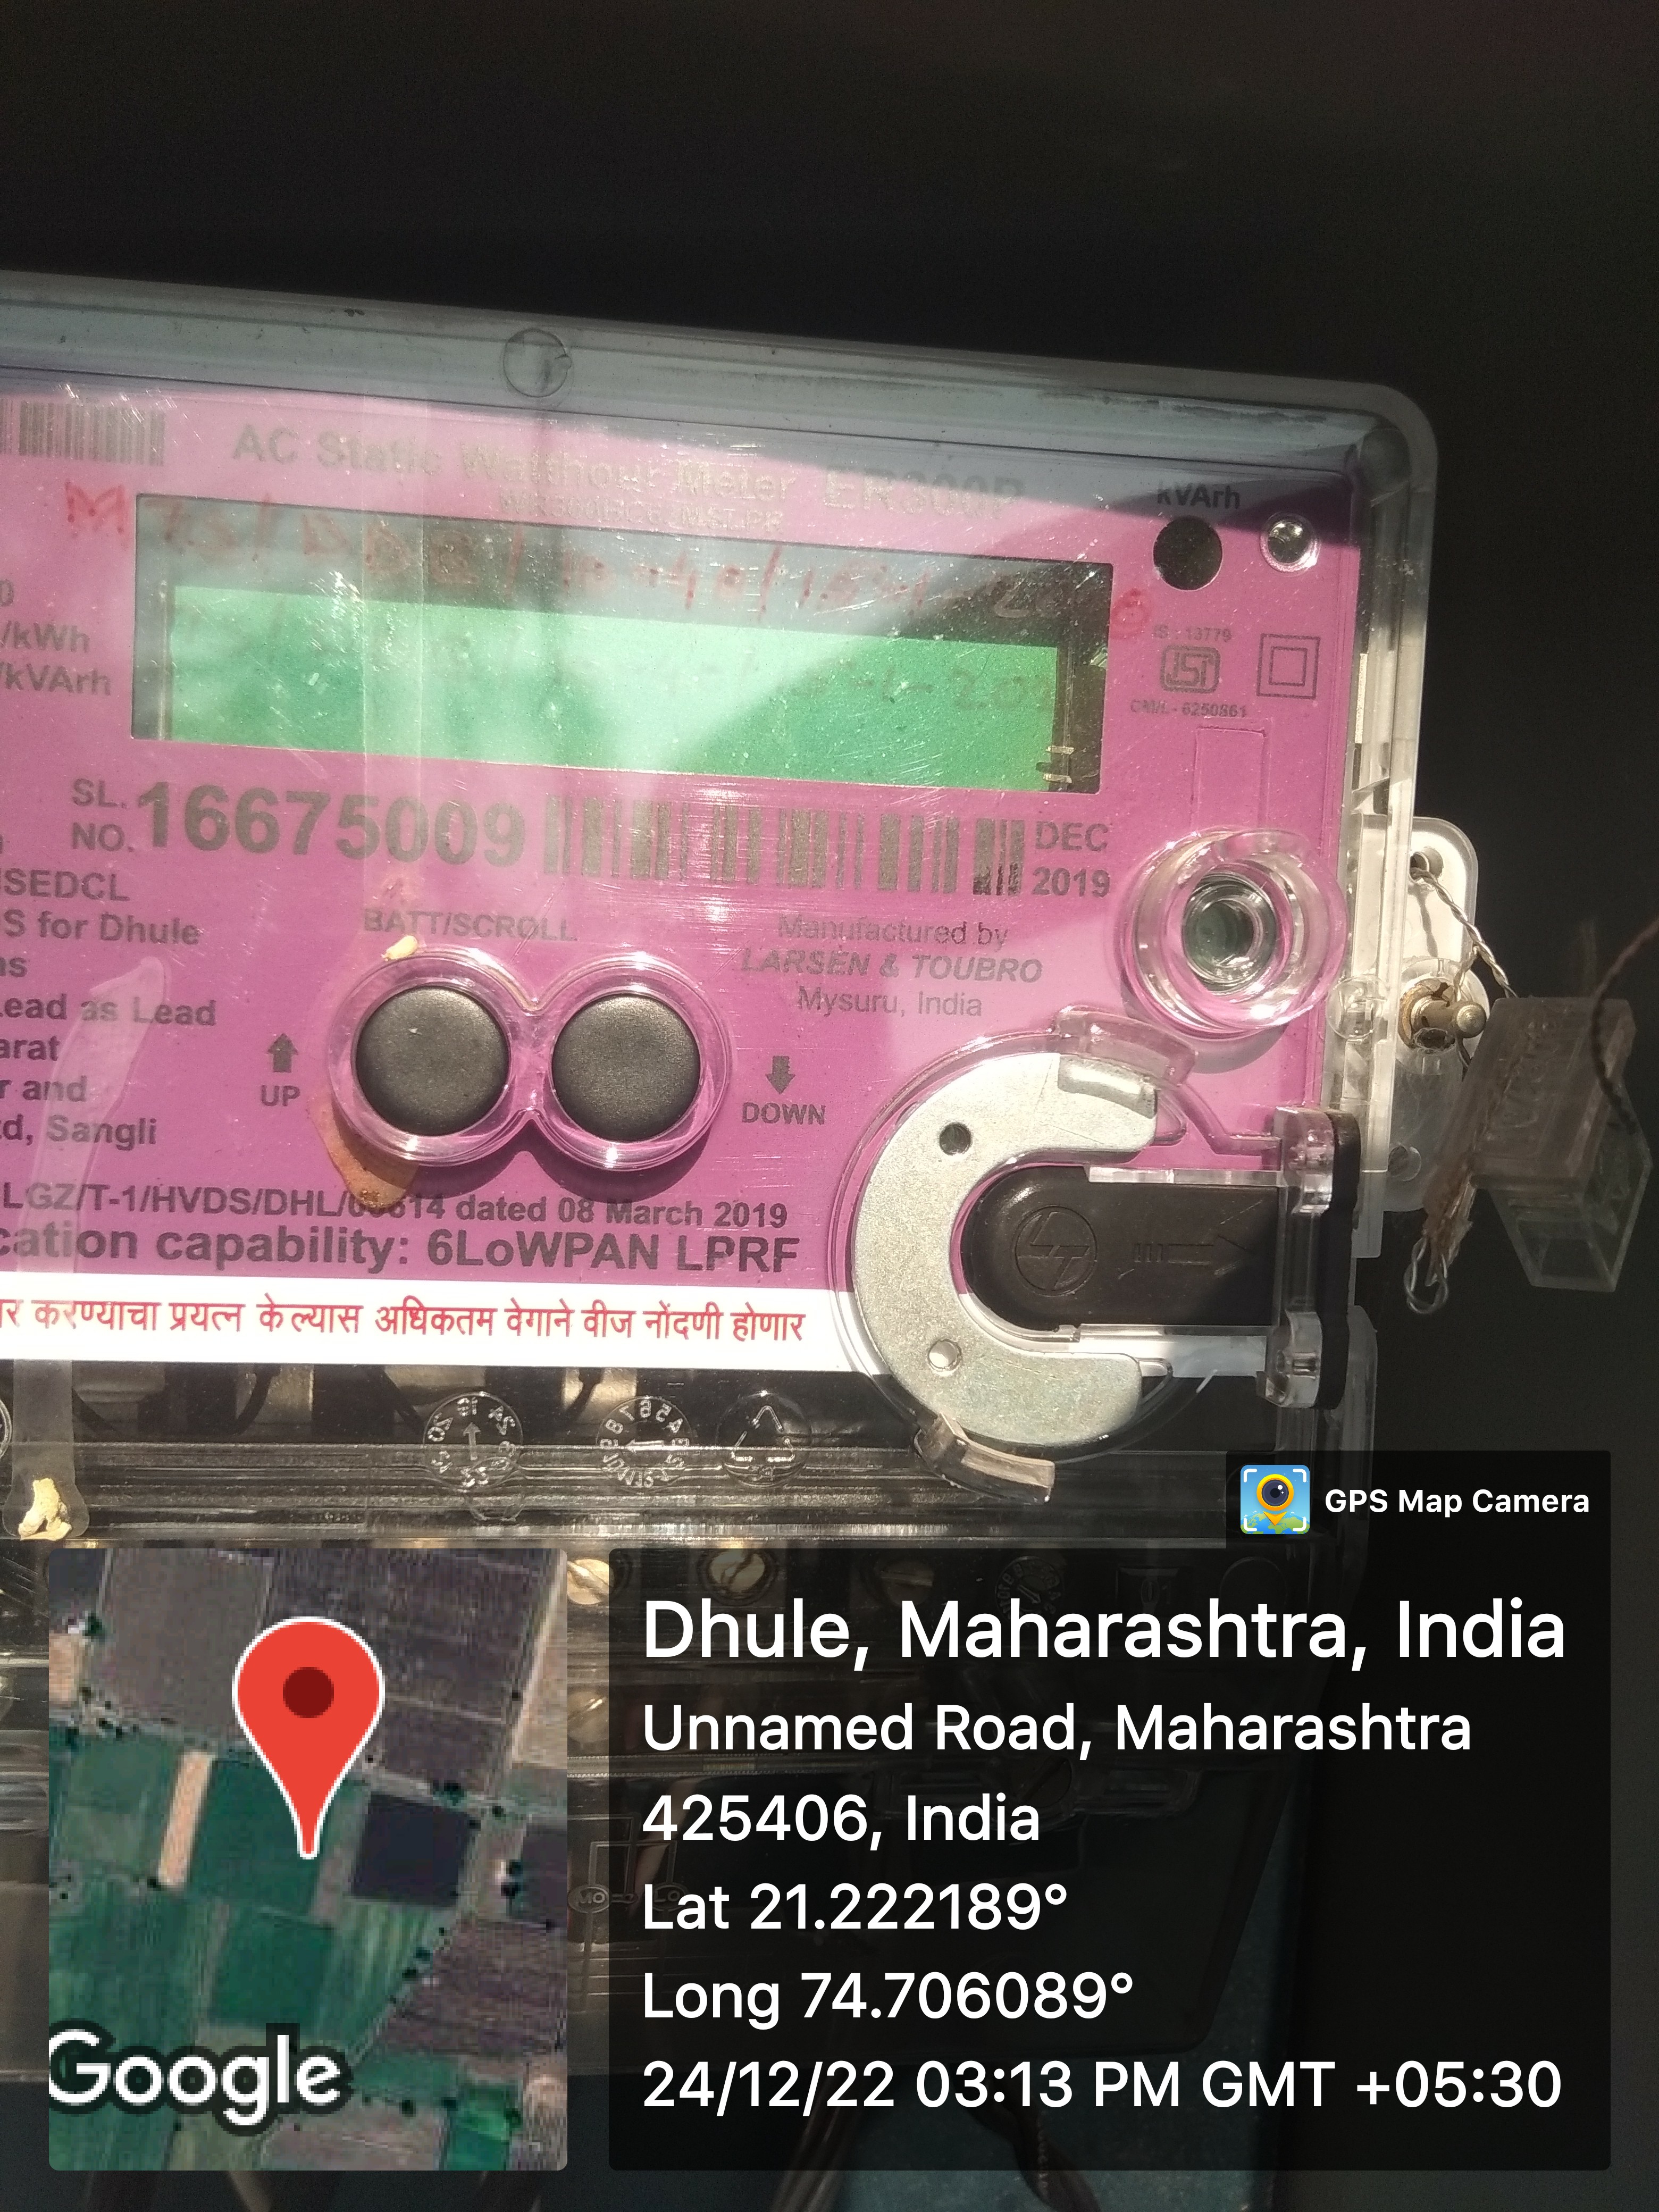 AC Static Watthour Meter ER300P
kVArh
0
/kWh
/kVArh
IS : 13779
ISI
CM/L - 6250861
SL. NO. 16675009
DEC 2019
SEDCL
S for Dhule
ns
Lead as Lead
arat
r and
td, Sangli
BATT/SCROLL
Manufactured by
LARSEN & TOUBRO
Mysuru, India
UP
DOWN
LGZ/T-1/HVDS/DHL/ dated 08 March 2019
cation capability: 6LoWPAN LPRF
र करण्याचा प्रयत्न केल्यास अधिकतम वेगाने वीज नोंदणी होणार
GPS Map Camera
Dhule, Maharashtra, India
Unnamed Road, Maharashtra
425406, India
Lat 21.222189°
Long 74.706089°
24/12/22 03:13 PM GMT +05:30
Google